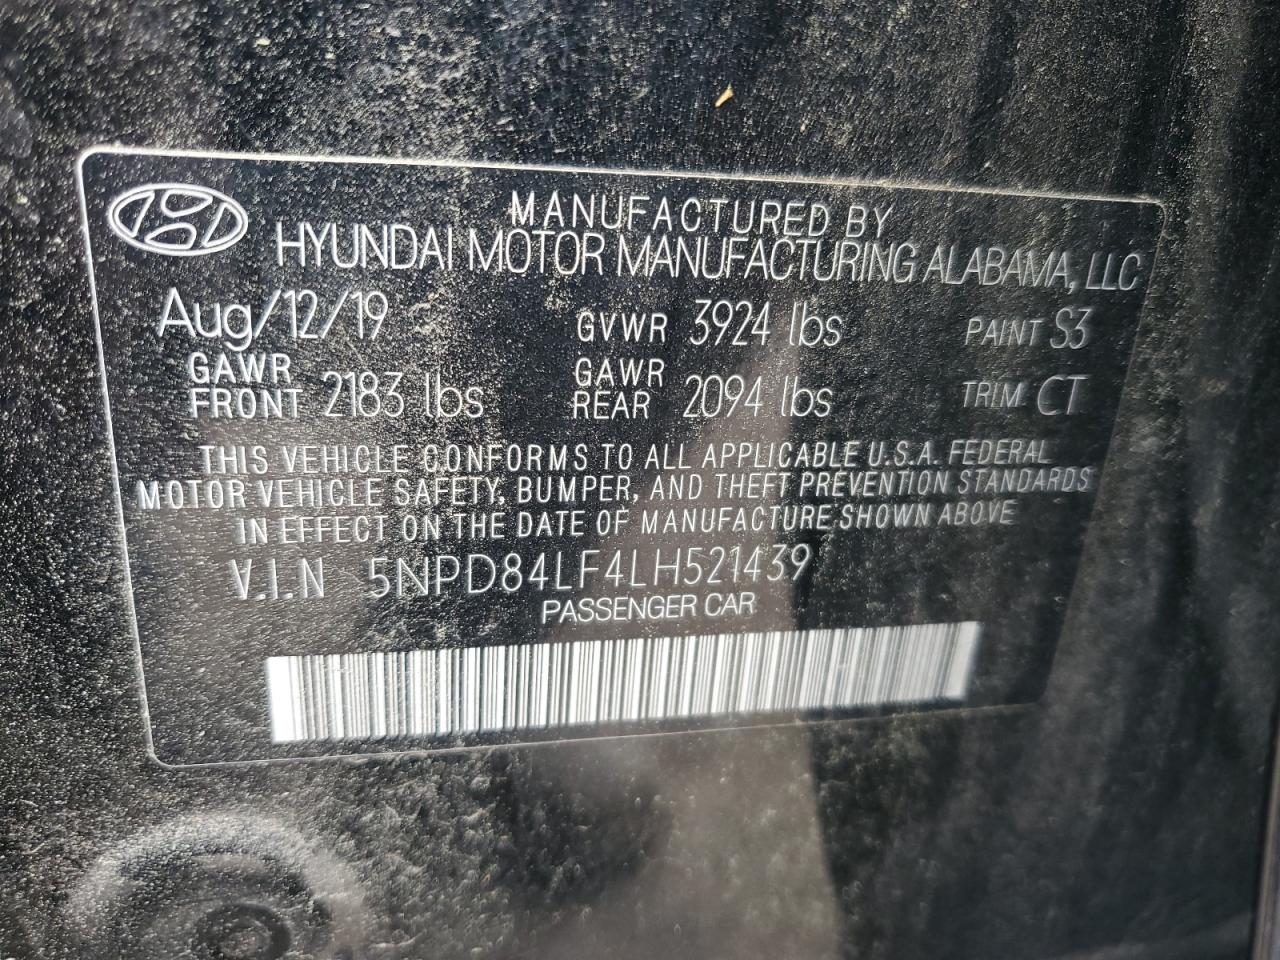 MANUFACTURED BY
HYUNDAI MOTOR MANUFACTURING ALABAMA, LLC
Aug/12/19 GVWR 3924 lbs PAINT S3
GAWR FRONT 2183 lbs GAWR REAR 2094 lbs TRIM CT
THIS VEHICLE CONFORMS TO ALL APPLICABLE U.S.A. FEDERAL
MOTOR VEHICLE SAFETY, BUMPER, AND THEFT PREVENTION STANDARDS
IN EFFECT ON THE DATE OF MANUFACTURE SHOWN ABOVE
V.I.N 5NPD84LF4LH521439
PASSENGER CAR